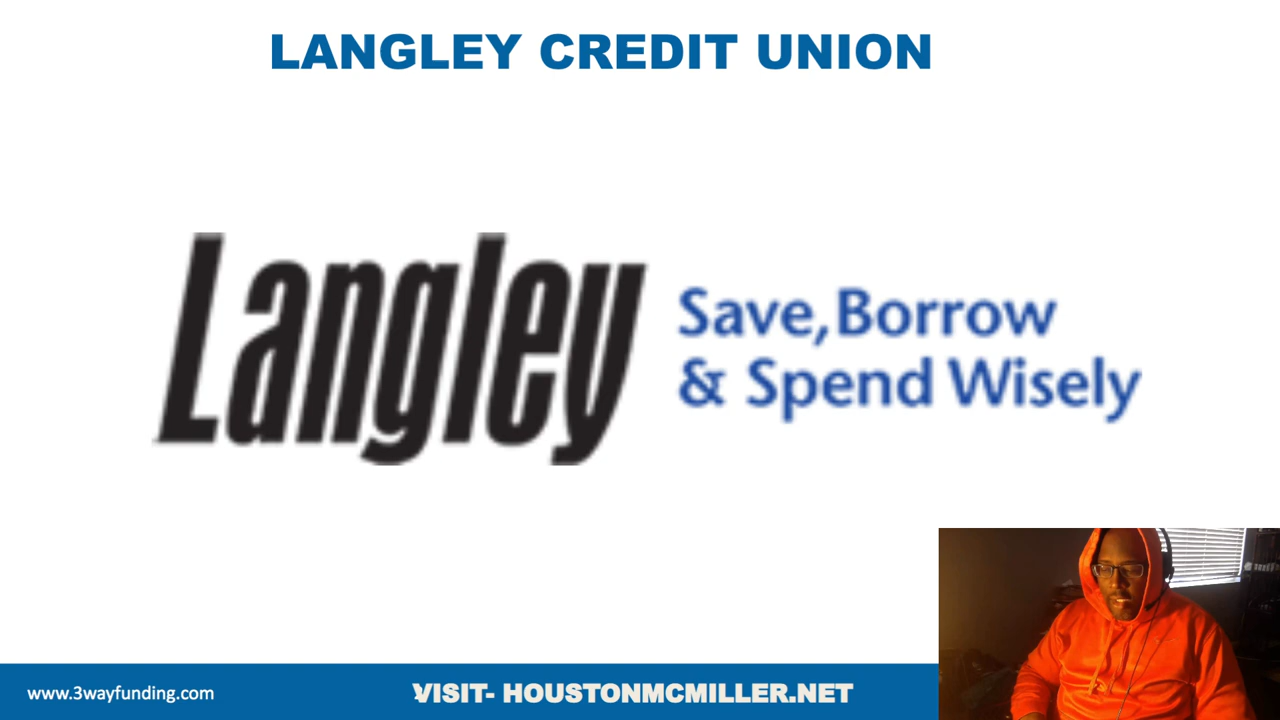 LANGLEY CREDIT UNION
Langley
Save, Borrow
& Spend Wisely
www.3wayfunding.com
VISIT- HOUSTONMCMILLER.NET